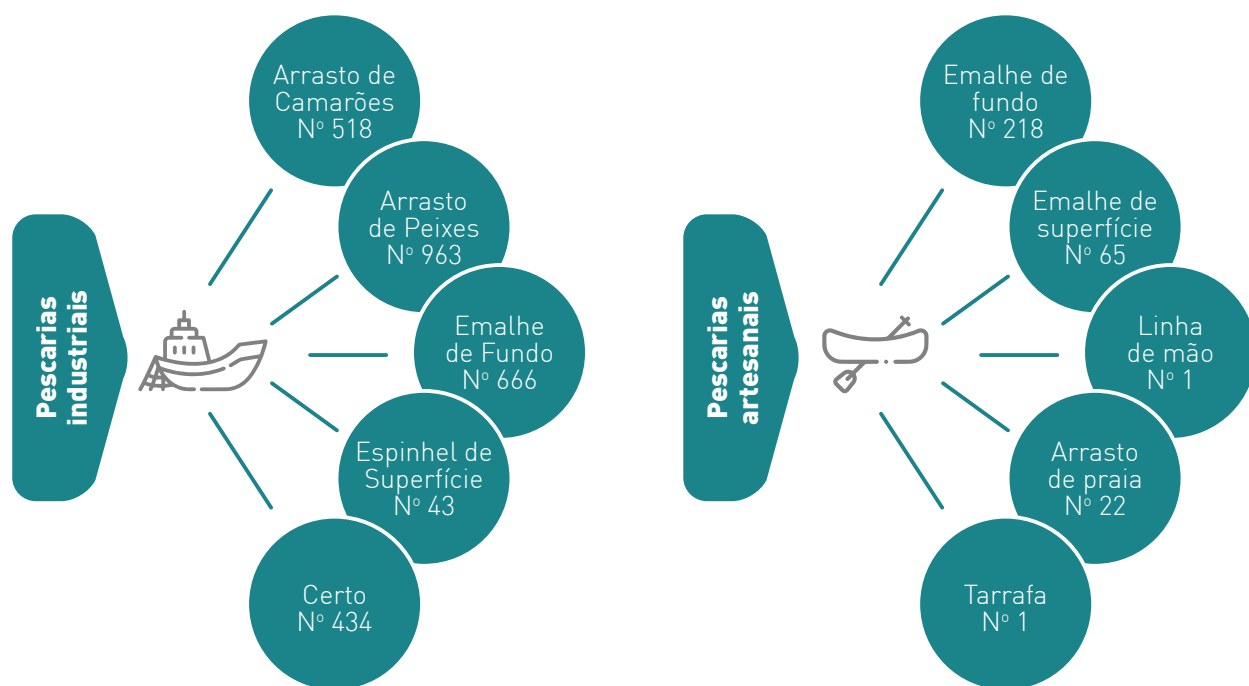 Pescarias
industriais
Arrasto de
Camarões
Nº 518
Arrasto
de Peixes
Nº 963
Emalhe
de Fundo
Nº 666
Espinhel de
Superfície
Nº 43
Certo
Nº 434
Pescarias
artesanais
Emalhe de
fundo
Nº 218
Emalhe de
superfície
Nº 65
Linha
de mão
Nº 1
Arrasto
de praia
Nº 22
Tarrafa
Nº 1